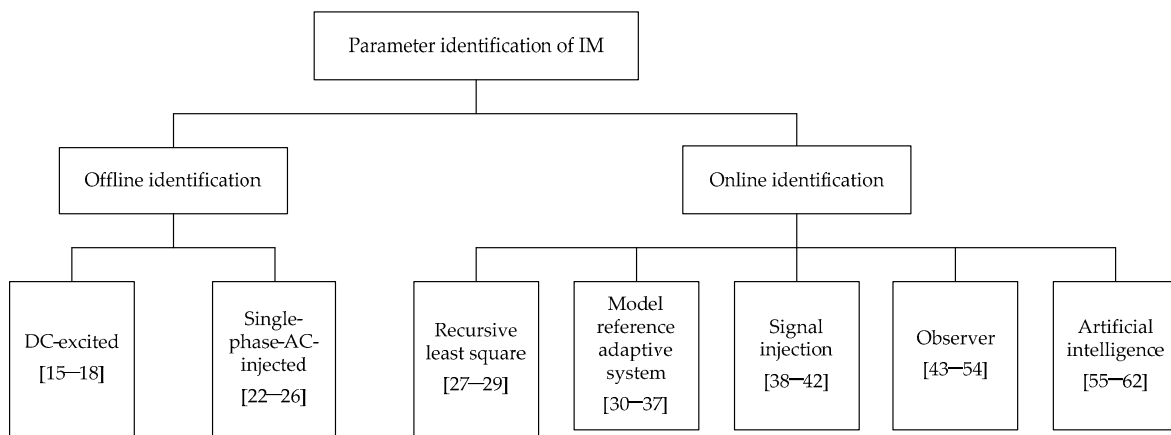 Parameter identification of IM
Offline identification
Online identification
DC-excited
[15—18]
Single-
phase-AC-
injected
[22—26]
Recursive
least square
[27—29]
Model
reference
adaptive
system
[30—37]
Signal
injection
[38—42]
Observer
[43—54]
Artificial
intelligence
[55—62]